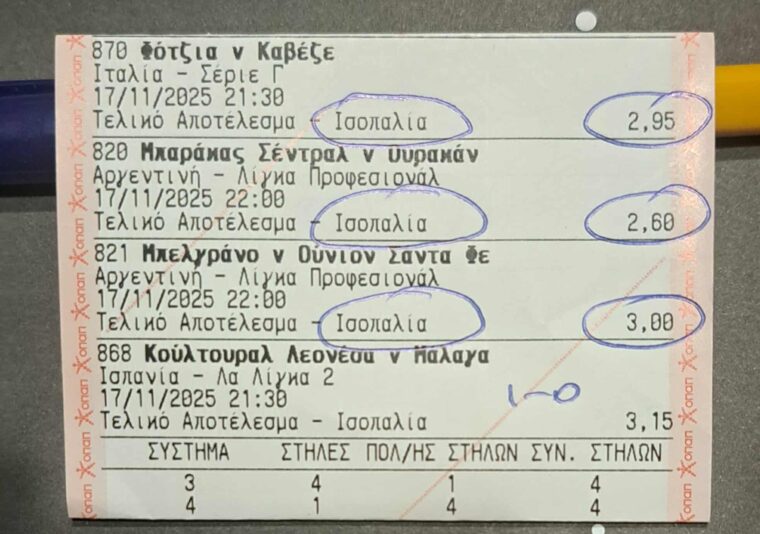 870 Φότζια v Καβέζε
Ιταλία - Σέριε Γ
17/11/2025 21:30
Τελικό Αποτέλεσμα - Ισοπαλία 2,95
820 Μπαράκας Σέντραλ v Ουρακάν
Αργεντινή - Λίγκα Προφεσιονάλ
17/11/2025 22:00
Τελικό Αποτέλεσμα - Ισοπαλία 2,60
821 Μπελγράνο v Ούνιον Σάντα Φε
Αργεντινή - Λίγκα Προφεσιονάλ
17/11/2025 22:00
Τελικό Αποτέλεσμα - Ισοπαλία 3,00
868 Κούλτουραλ Λεονέσα v Μάλαγα
Ισπανία - Λα Λίγκα 2
17/11/2025 21:30 1-0
Τελικό Αποτέλεσμα - Ισοπαλία 3,15
ΣΥΣΤΗΜΑ ΣΤΗΛΕΣ ΠΟΛ/ΗΣ ΣΤΗΛΩΝ ΣΥΝ. ΣΤΗΛΩΝ
3 4 1 4
4 1 4 4